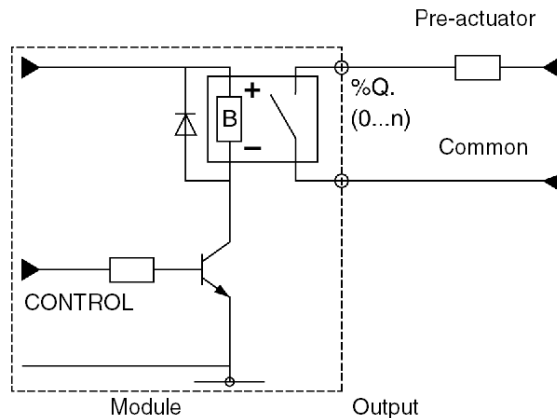 Pre-actuator
%Q.
(0...n)
+
B
−
Common
CONTROL
Module
Output